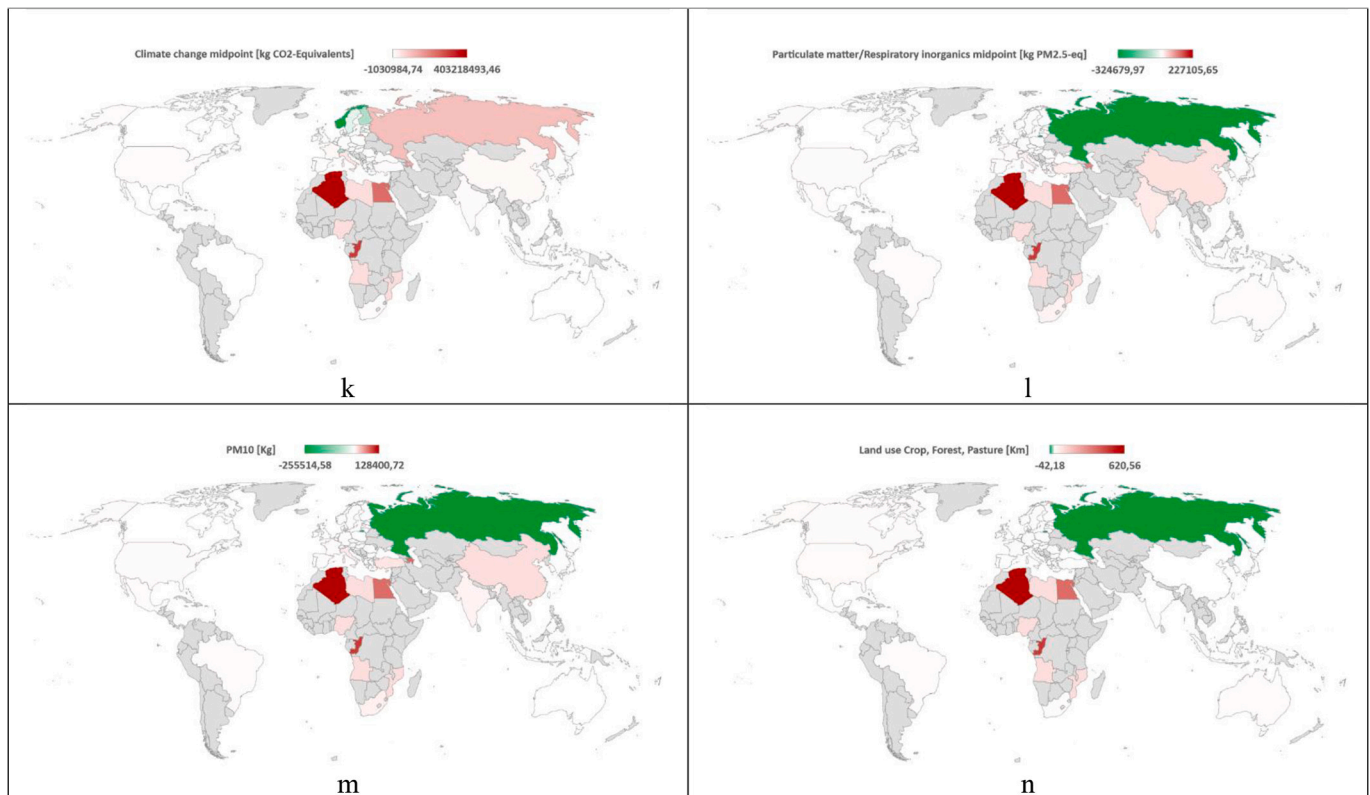 Climate change midpoint [kg CO2-Equivalents]
-1030984,74 403218493,46
k
Particulate matter/Respiratory inorganics midpoint [kg PM2.5-eq]
-324679,97 227105,65
l
PM10 [Kg]
-255514,58 128400,72
m
Land use Crop, Forest, Pasture [Km]
-42,18 620,56
n